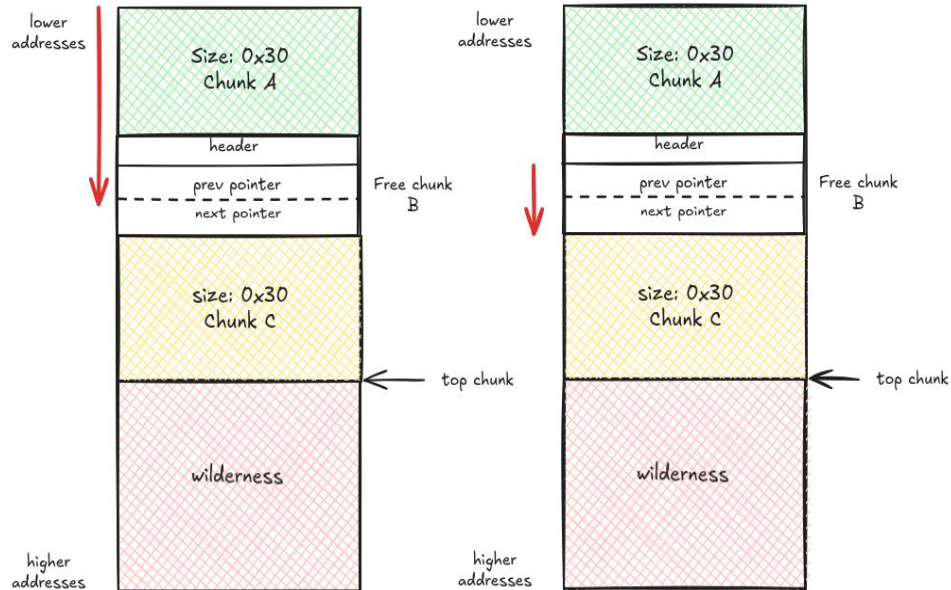 lower
addresses
Size: 0x30
Chunk A
header
prev pointer
next pointer
Free chunk
B
size: 0x30
Chunk C
top chunk
wilderness
higher
addresses
lower
addresses
Size: 0x30
Chunk A
header
prev pointer
next pointer
Free chunk
B
size: 0x30
Chunk C
top chunk
wilderness
higher
addresses